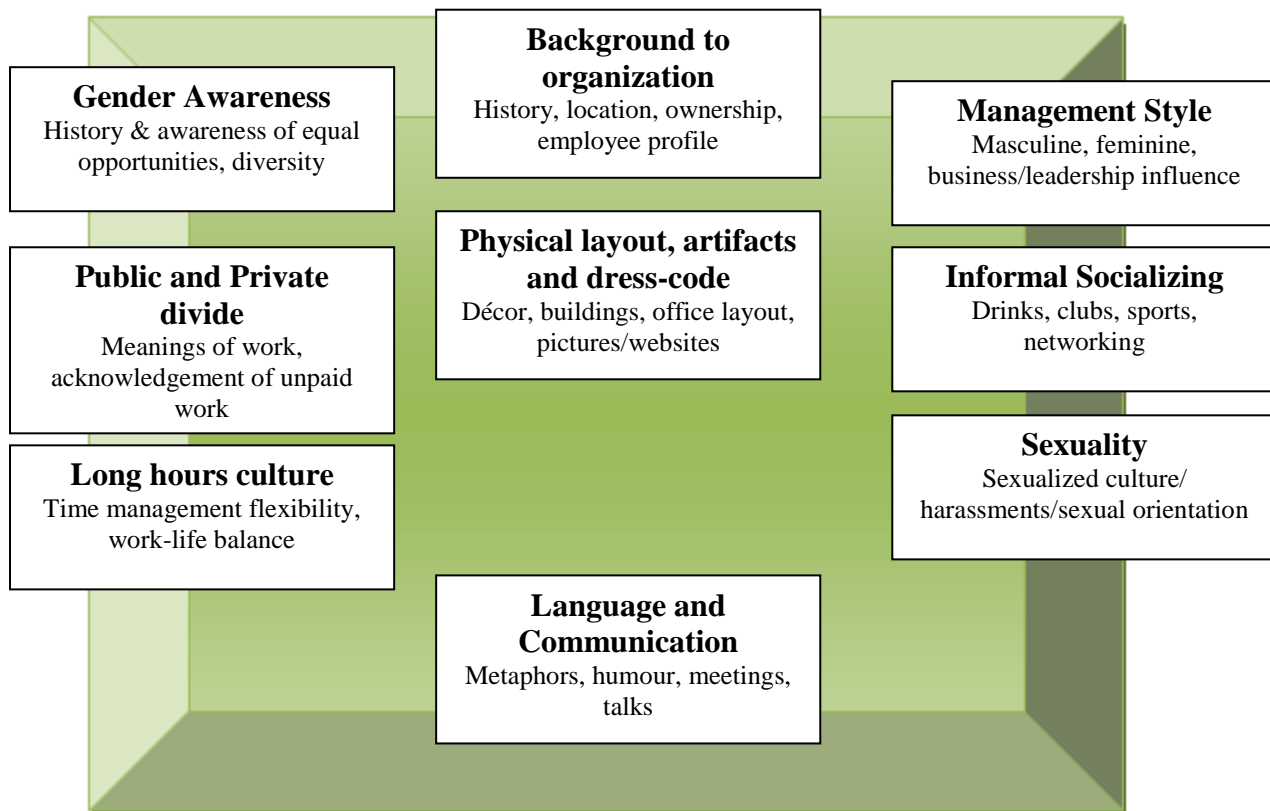 Background to
organization
History, location, ownership,
employee profile
Gender Awareness
History & awareness of equal
opportunities, diversity
Management Style
Masculine, feminine,
business/leadership influence
Physical layout, artifacts
and dress-code
Décor, buildings, office layout,
pictures/websites
Public and Private
divide
Meanings of work,
acknowledgement of unpaid
work
Informal Socializing
Drinks, clubs, sports,
networking
Long hours culture
Time management flexibility,
work-life balance
Sexuality
Sexualized culture/
harassments/sexual orientation
Language and
Communication
Metaphors, humour, meetings,
talks